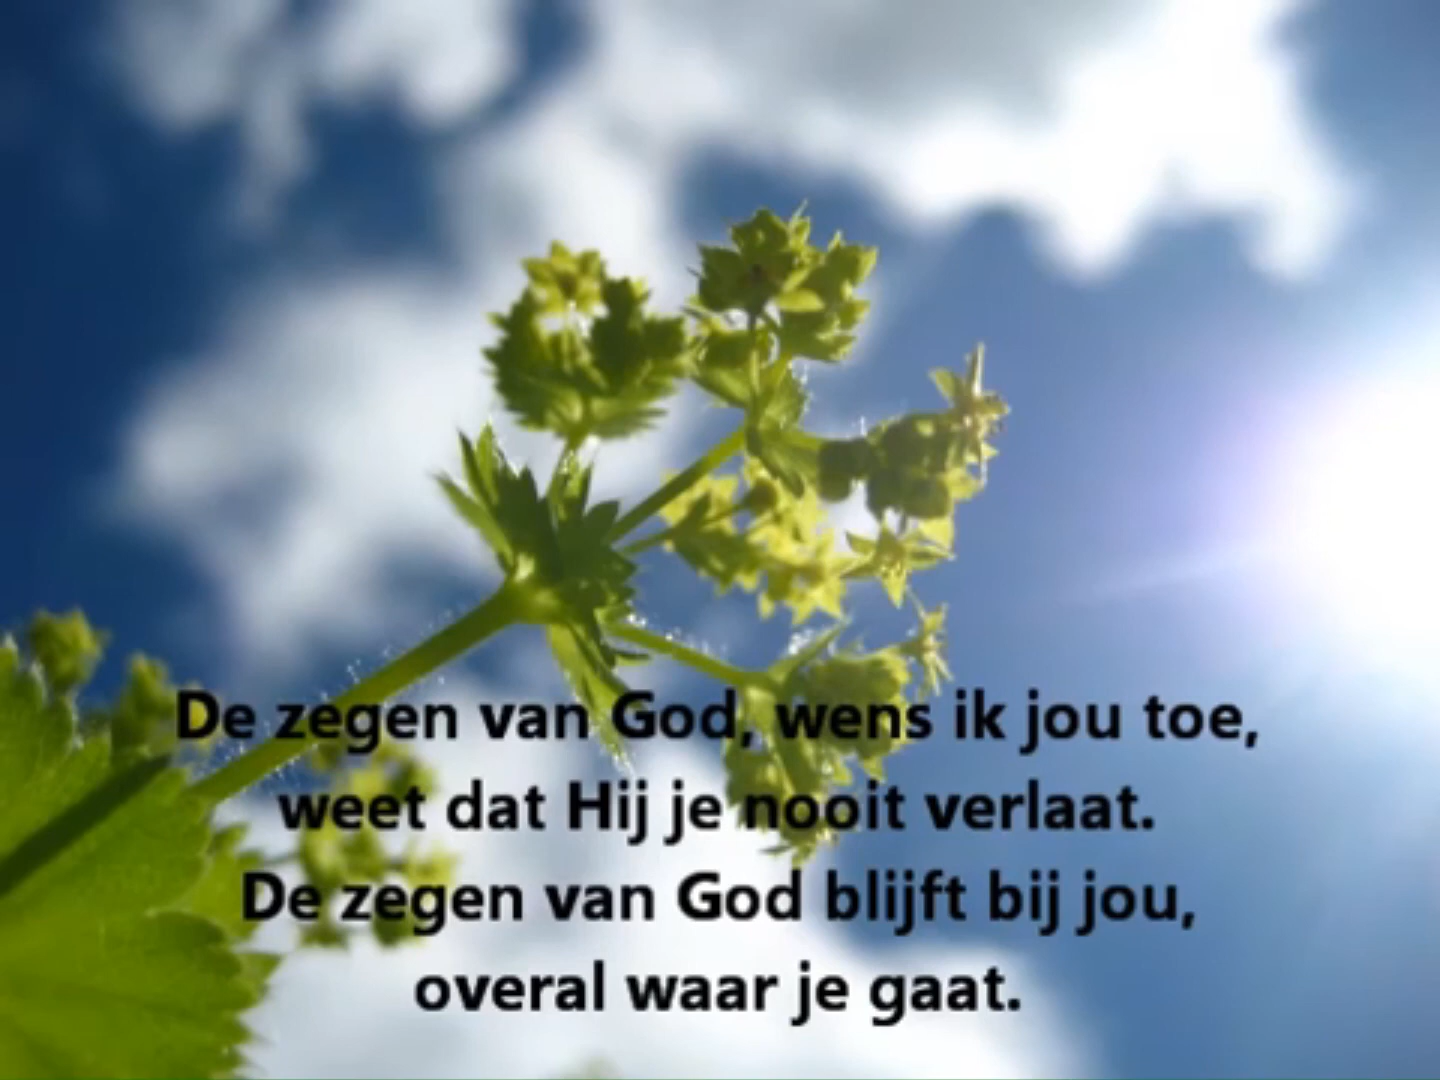 De zegen van God, wens ik jou toe,
weet dat Hij je nooit verlaat.
De zegen van God blijft bij jou,
overal waar je gaat.